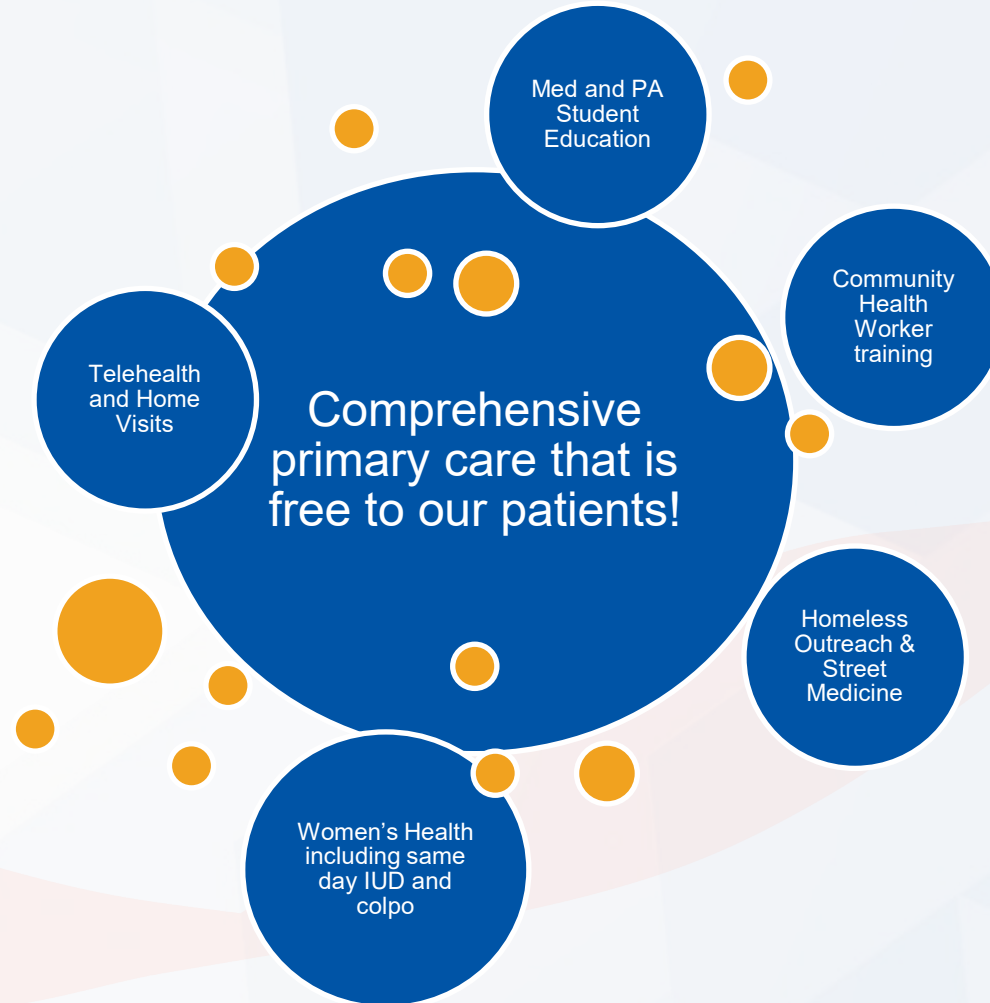 Med and PA
Student
Education
Community
Health
Worker
training
Telehealth
and Home
Visits
Comprehensive
primary care that is
free to our patients!
Homeless
Outreach &
Street
Medicine
Women’s Health
including same
day IUD and
colpo